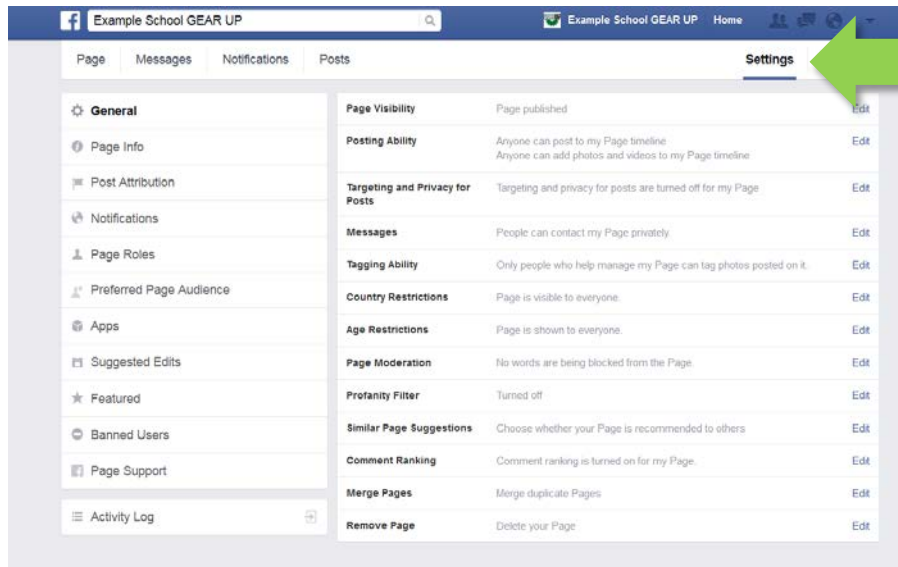 Example School GEAR UP
Example School GEAR UP Home
Page Messages Notifications Posts Settings
General
Page Info
Post Attribution
Notifications
Page Roles
Preferred Page Audience
Apps
Suggested Edits
Featured
Banned Users
Page Support
Activity Log
Page Visibility Page published Edit
Posting Ability Anyone can post to my Page timeline Edit
Anyone can add photos and videos to my Page timeline
Targeting and Privacy for Targeting and privacy for posts are turned off for my Page Edit
Posts
Messages People can contact my Page privately. Edit
Tagging Ability Only people who help manage my Page can tag photos posted on it. Edit
Country Restrictions Page is visible to everyone. Edit
Age Restrictions Page is shown to everyone. Edit
Page Moderation No words are being blocked from the Page. Edit
Profanity Filter Turned off Edit
Similar Page Suggestions Choose whether your Page is recommended to others Edit
Comment Ranking Comment ranking is turned on for my Page. Edit
Merge Pages Merge duplicate Pages Edit
Remove Page Delete your Page Edit